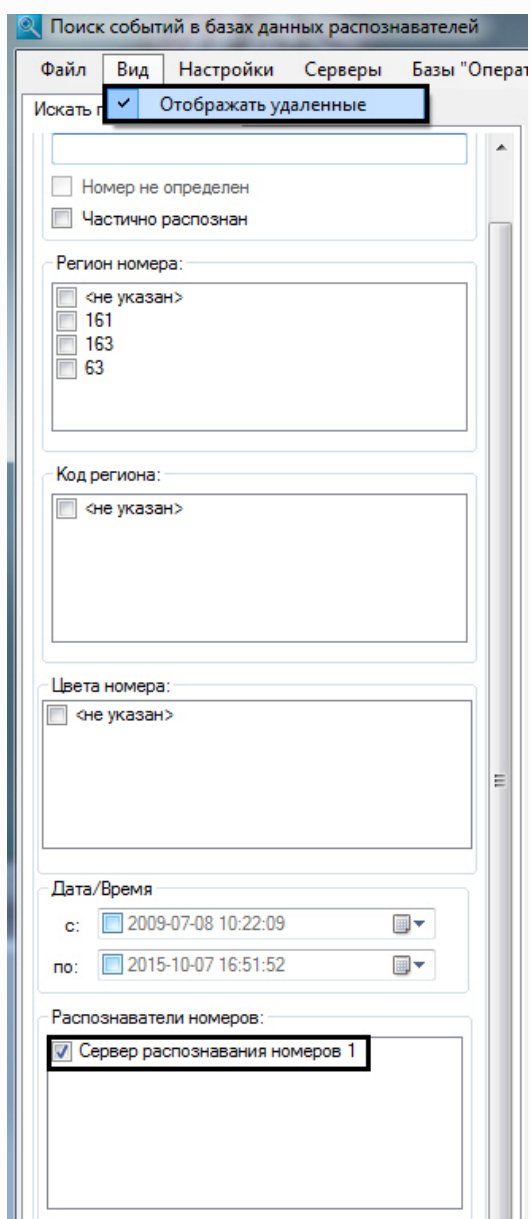 Поиск событий в базах данных распознавателей
Файл Вид Настройки Серверы Базы "Операт
Отображать удаленные
Искать п
Номер не определен
Частично распознан
Регион номера:
<не указан>
161
163
63
Код региона:
<не указан>
Цвета номера:
<не указан>
Дата/Время
с: 2009-07-08 10:22:09
по: 2015-10-07 16:51:52
Распознаватели номеров:
Сервер распознавания номеров 1